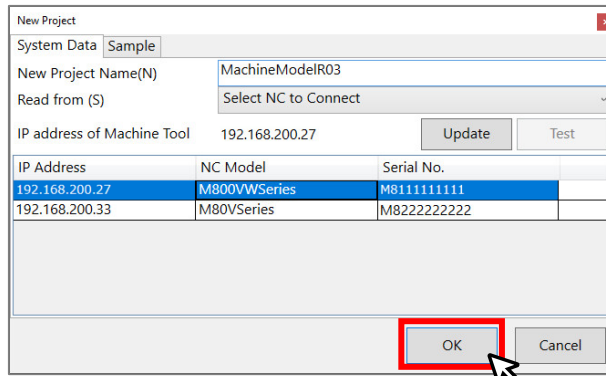 New Project
System Data Sample
New Project Name(N) MachineModelR03
Read from (S) Select NC to Connect
IP address of Machine Tool 192.168.200.27 Update Test
IP Address NC Model Serial No.
192.168.200.27 M800VWSeries M8111111111
192.168.200.33 M80VSeries M8222222222
OK Cancel